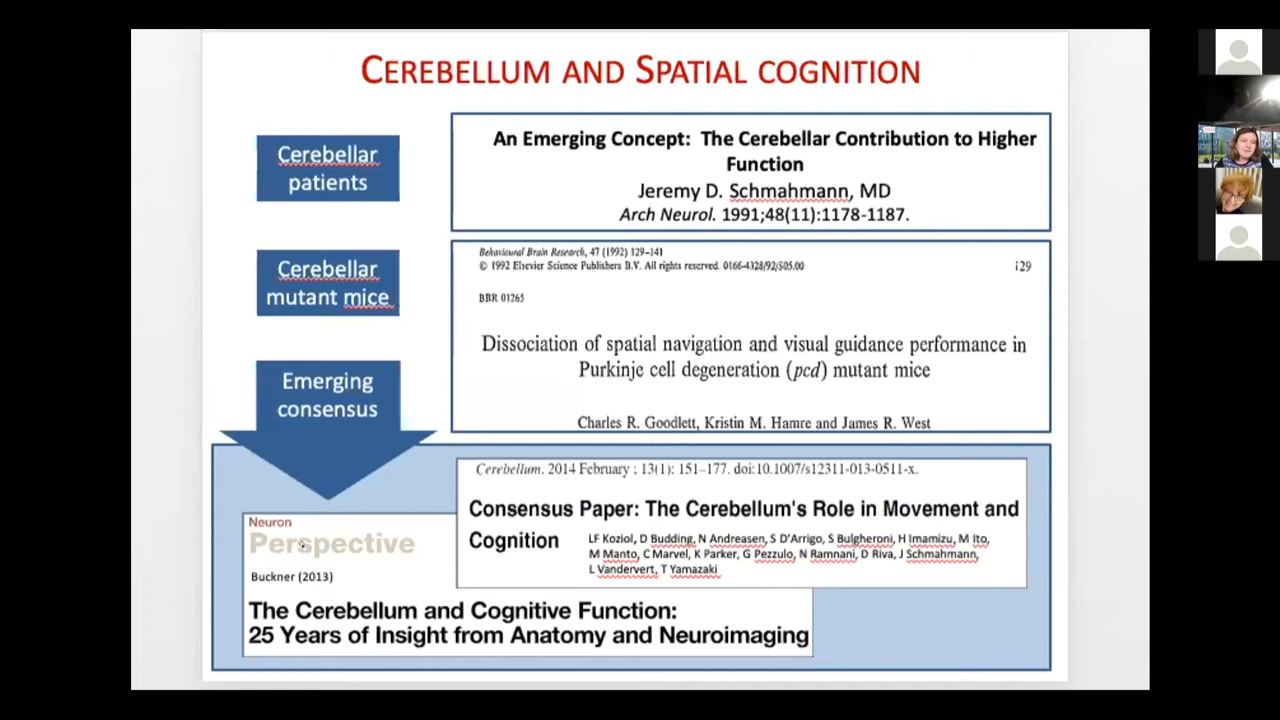 CEREBELLUM AND SPATIAL COGNITION
Cerebellar
patients
An Emerging Concept: The Cerebellar Contribution to Higher
Function
Jeremy D. Schmahmann, MD
Arch Neurol. 1991;48(11):1178-1187.
Cerebellar
mutant mice
Behavioural Brain Research, 47 (1992) 129–141
© 1992 Elsevier Science Publishers B.V. All rights reserved. 0166-4328/92/$05.00
129
BBR 01265
Dissociation of spatial navigation and visual guidance performance in
Purkinje cell degeneration (pcd) mutant mice
Charles R. Goodlett, Kristin M. Hamre and James R. West
Emerging
consensus
Cerebellum. 2014 February ; 13(1): 151–177. doi:10.1007/s12311-013-0511-x.
Consensus Paper: The Cerebellum's Role in Movement and
Cognition
LF Koziol, D Budding, N Andreasen, S D'Arrigo, S Bulgheroni, H Imamizu, M Ito,
M Manto, C Marvel, K Parker, G Pezzulo, N Ramnani, D Riva, J Schmahmann,
L Vandervert, T Yamazaki
Neuron
Perspective
Buckner (2013)
The Cerebellum and Cognitive Function:
25 Years of Insight from Anatomy and Neuroimaging